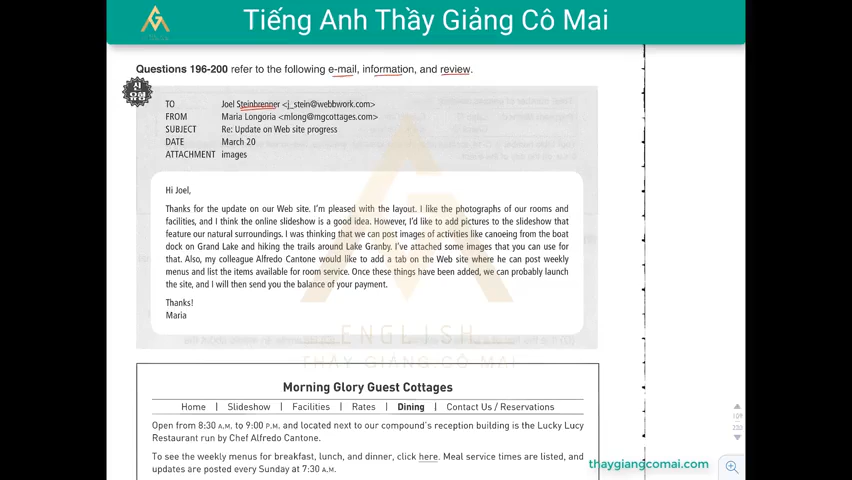 Tiếng Anh Thầy Giảng Cô Mai
Questions 196-200 refer to the following e-mail, information, and review.
신
유형
TO Joel Steinbrenner <j_stein@webbwork.com>
FROM Maria Longoria <mlong@mgcottages.com>
SUBJECT Re: Update on Web site progress
DATE March 20
ATTACHMENT images
Hi Joel,
Thanks for the update on our Web site. I'm pleased with the layout. I like the photographs of our rooms and
facilities, and I think the online slideshow is a good idea. However, I'd like to add pictures to the slideshow that
feature our natural surroundings. I was thinking that we can post images of activities like canoeing from the boat
dock on Grand Lake and hiking the trails around Lake Granby. I've attached some images that you can use for
that. Also, my colleague Alfredo Cantone would like to add a tab on the Web site where he can post weekly
menus and list the items available for room service. Once these things have been added, we can probably launch
the site, and I will then send you the balance of your payment.
Thanks!
Maria
ENGLISH
THẦY GIẢNG CÔ MAI
Morning Glory Guest Cottages
Home | Slideshow | Facilities | Rates | Dining | Contact Us / Reservations
Open from 8:30 A.M. to 9:00 P.M. and located next to our compound's reception building is the Lucky Lucy
Restaurant run by Chef Alfredo Cantone.
To see the weekly menus for breakfast, lunch, and dinner, click here. Meal service times are listed, and
updates are posted every Sunday at 7:30 A.M.
thaygiangcomai.com
109
220